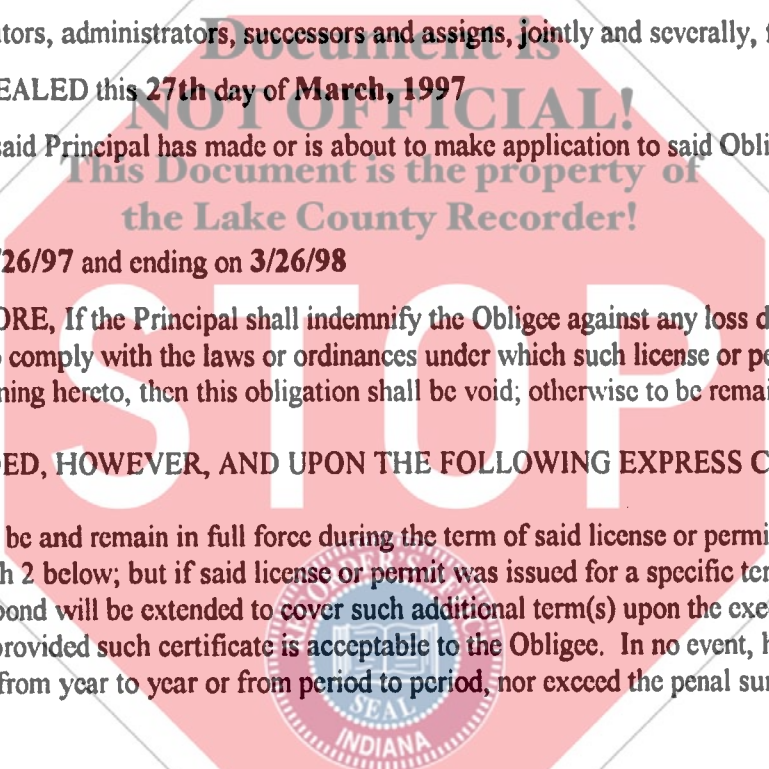 tors, administrators, successors and assigns, jointly and severally, f
Document is
EALED this 27th day of March, 1997
NOT OFFICIAL!
said Principal has made or is about to make application to said Obli
This Document is the property of
the Lake County Recorder!
/26/97 and ending on 3/26/98
STOP
ORE, If the Principal shall indemnify the Obligee against any loss d
comply with the laws or ordinances under which such license or pe
ning hereto, then this obligation shall be void; otherwise to be remai
DED, HOWEVER, AND UPON THE FOLLOWING EXPRESS C
be and remain in full force during the term of said license or permi
h 2 below; but if said license or permit was issued for a specific ter
bond will be extended to cover such additional term(s) upon the exe
provided such certificate is acceptable to the Obligee. In no event, h
from year to year or from period to period, nor exceed the penal su
SEAL
INDIANA